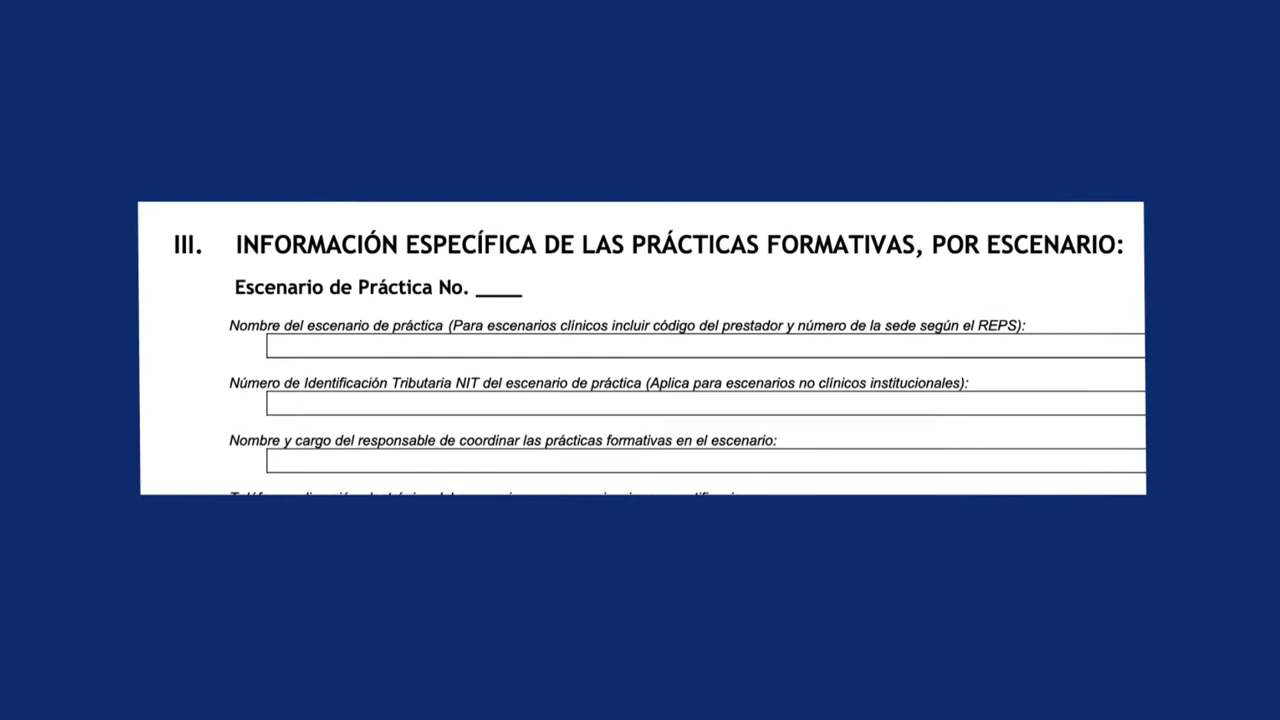 III. INFORMACIÓN ESPECÍFICA DE LAS PRÁCTICAS FORMATIVAS, POR ESCENARIO:
Escenario de Práctica No. ____
Nombre del escenario de práctica (Para escenarios clínicos incluir código del prestador y número de la sede según el REPS):
Número de Identificación Tributaria NIT del escenario de práctica (Aplica para escenarios no clínicos institucionales):
Nombre y cargo del responsable de coordinar las prácticas formativas en el escenario: